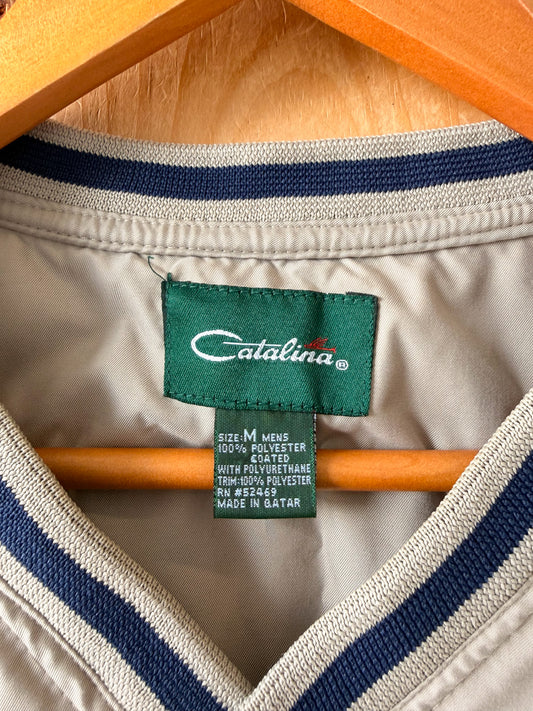 Catalina®
SIZE: M MENS
100% POLYESTER
COATED
WITH POLYURETHANE
TRIM:100% POLYESTER
RN #52469
MADE IN QATAR